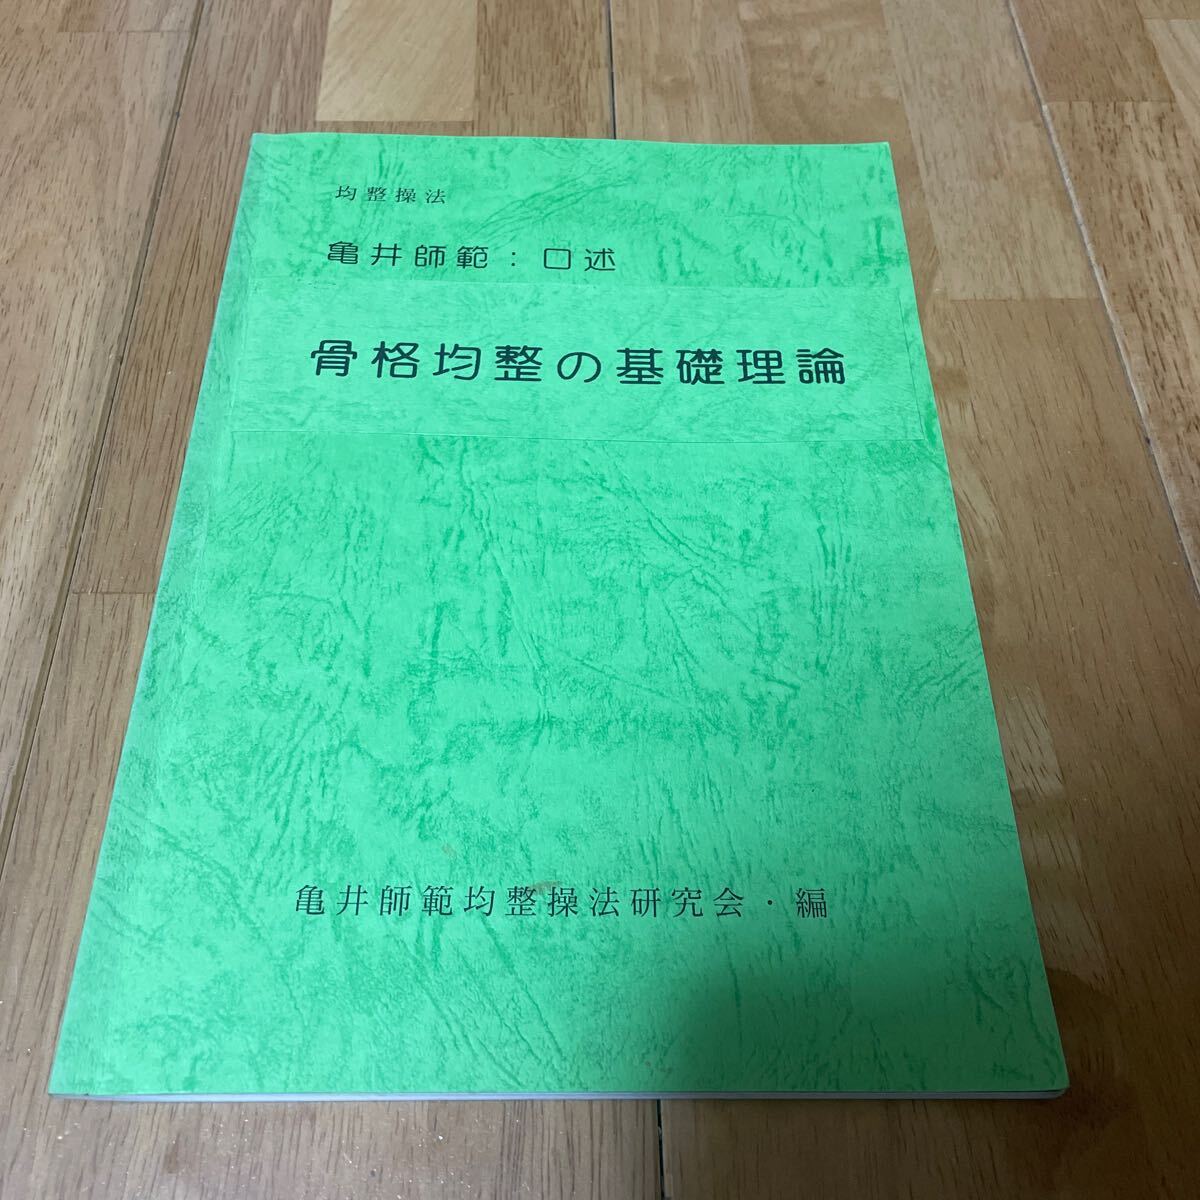 均整操法
亀井師範：口述
骨格均整の基礎理論
亀井師範均整操法研究会・編